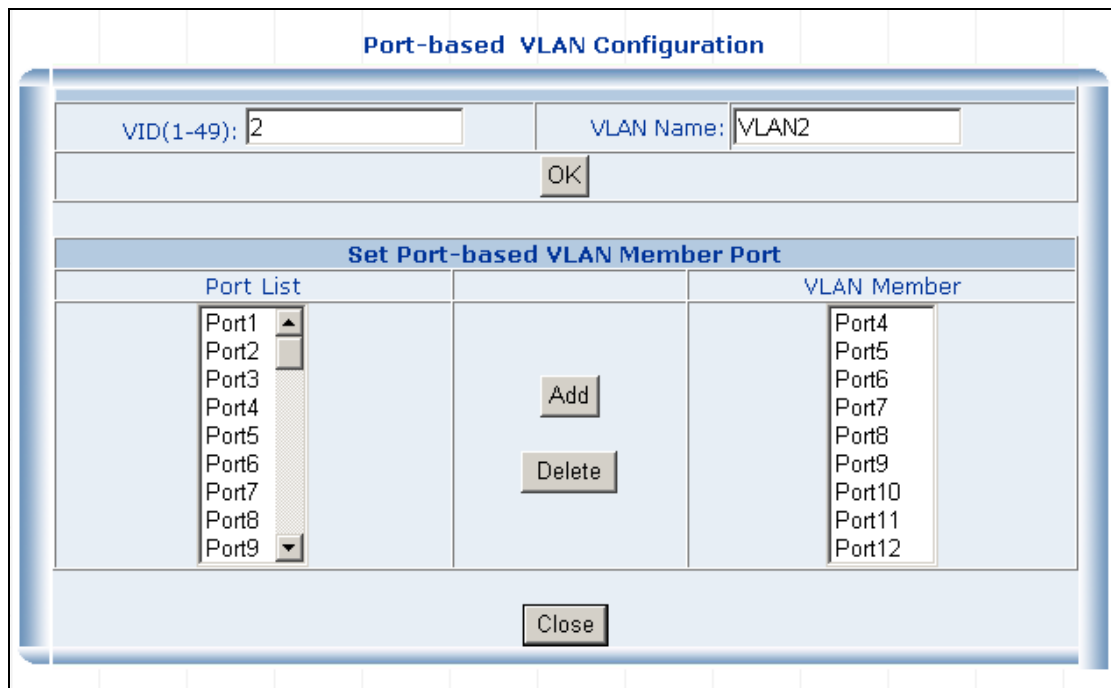 Port-based VLAN Configuration
VID(1-49): 2 VLAN Name: VLAN2
OK
Set Port-based VLAN Member Port
Port List VLAN Member
Port1
Port2
Port3
Port4
Port5
Port6
Port7
Port8
Port9
Add
Delete
Port4
Port5
Port6
Port7
Port8
Port9
Port10
Port11
Port12
Close